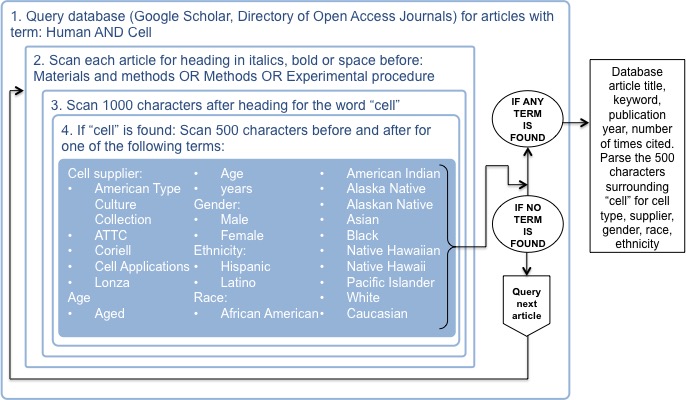 1. Query database (Google Scholar, Directory of Open Access Journals) for articles with
term: Human AND Cell
2. Scan each article for heading in italics, bold or space before:
Materials and methods OR Methods OR Experimental procedure
3. Scan 1000 characters after heading for the word “cell”
4. If “cell” is found: Scan 500 characters before and after for
one of the following terms:
Cell supplier:
• American Type
Culture
Collection
• ATTC
• Coriell
• Cell Applications
• Lonza
Age
• Aged
• Age
• years
Gender:
• Male
• Female
Ethnicity:
• Hispanic
• Latino
Race:
• African American
• American Indian
• Alaska Native
• Alaskan Native
• Asian
• Black
• Native Hawaiian
• Native Hawaii
• Pacific Islander
• White
• Caucasian
IF ANY
TERM
IS
FOUND
IF NO
TERM
IS
FOUND
Query
next
article
Database
article title,
keyword,
publication
year, number
of times cited.
Parse the 500
characters
surrounding
“cell” for cell
type, supplier,
gender, race,
ethnicity